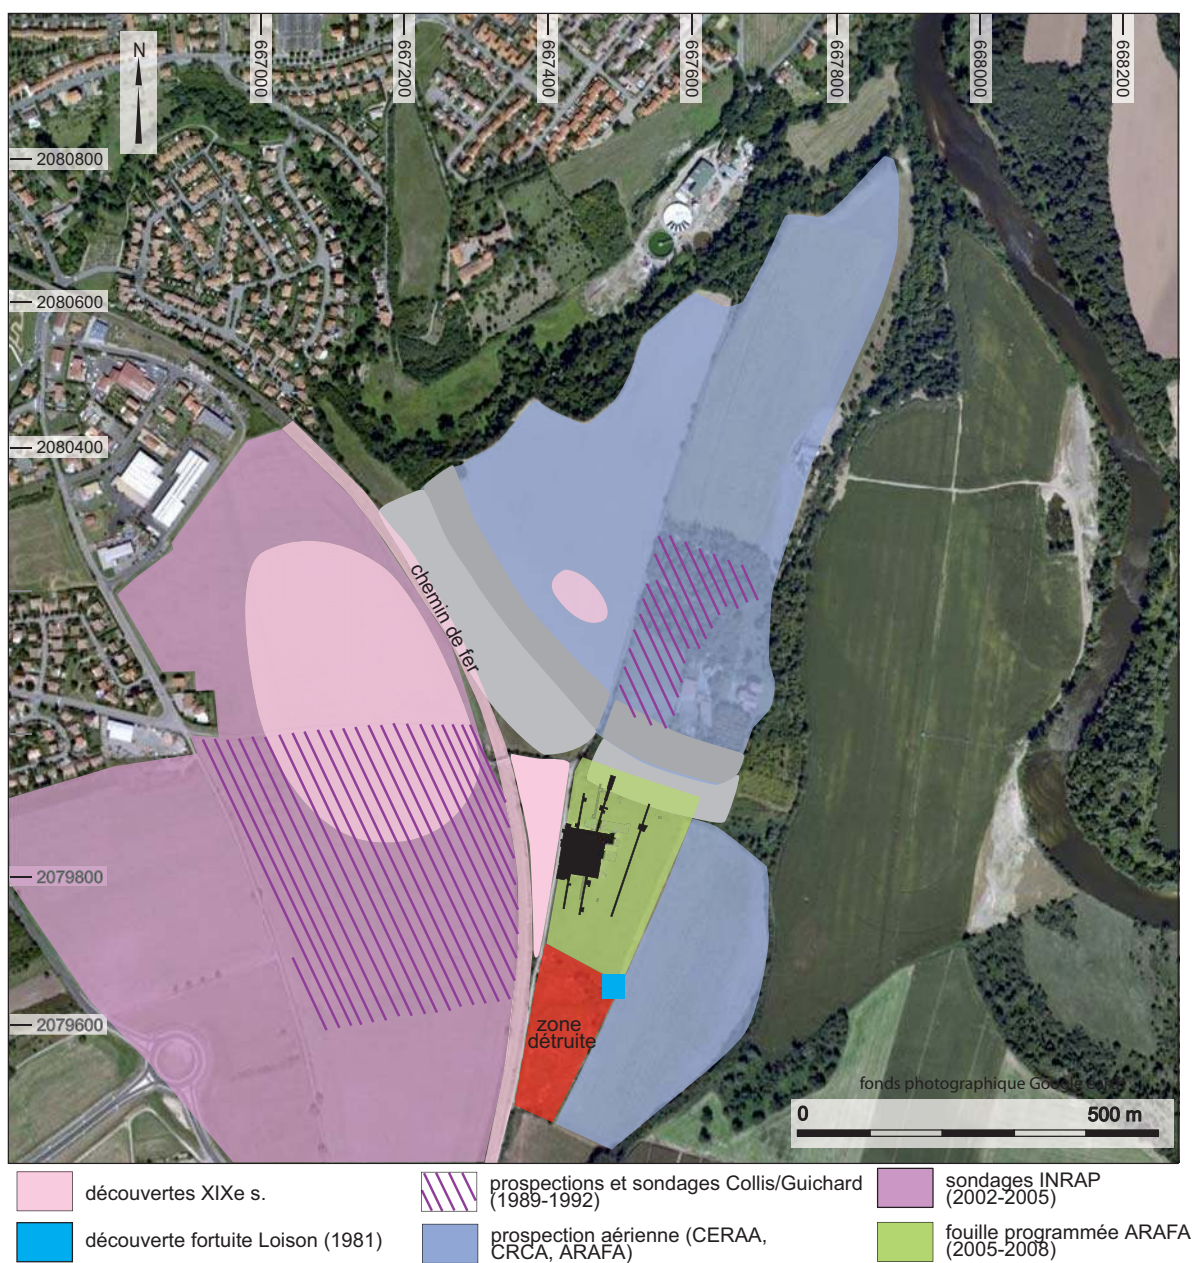 N
667000
667200
667400
667600
667800
668000
668200
2080800
2080600
2080400
2079800
2079600
chemin de fer
zone
détruite
fonds photographique
0
500 m
découvertes XIXe s.
découverte fortuite Loison (1981)
prospections et sondages Collis/Guichard
(1989-1992)
prospection aérienne (CERAA,
CRCA, ARAFA)
sondages INRAP
(2002-2005)
fouille programmée ARAFA
(2005-2008)